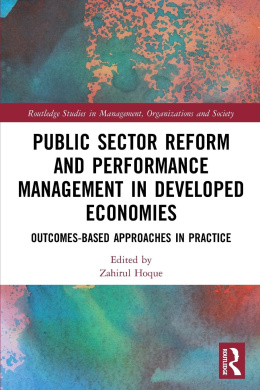 Routledge Studies in Management, Organizations and Society
PUBLIC SECTOR REFORM
AND PERFORMANCE
MANAGEMENT IN DEVELOPED
ECONOMIES
OUTCOMES-BASED APPROACHES IN PRACTICE
Edited by
Zahirul Hoque
R
ROUTLEDGE